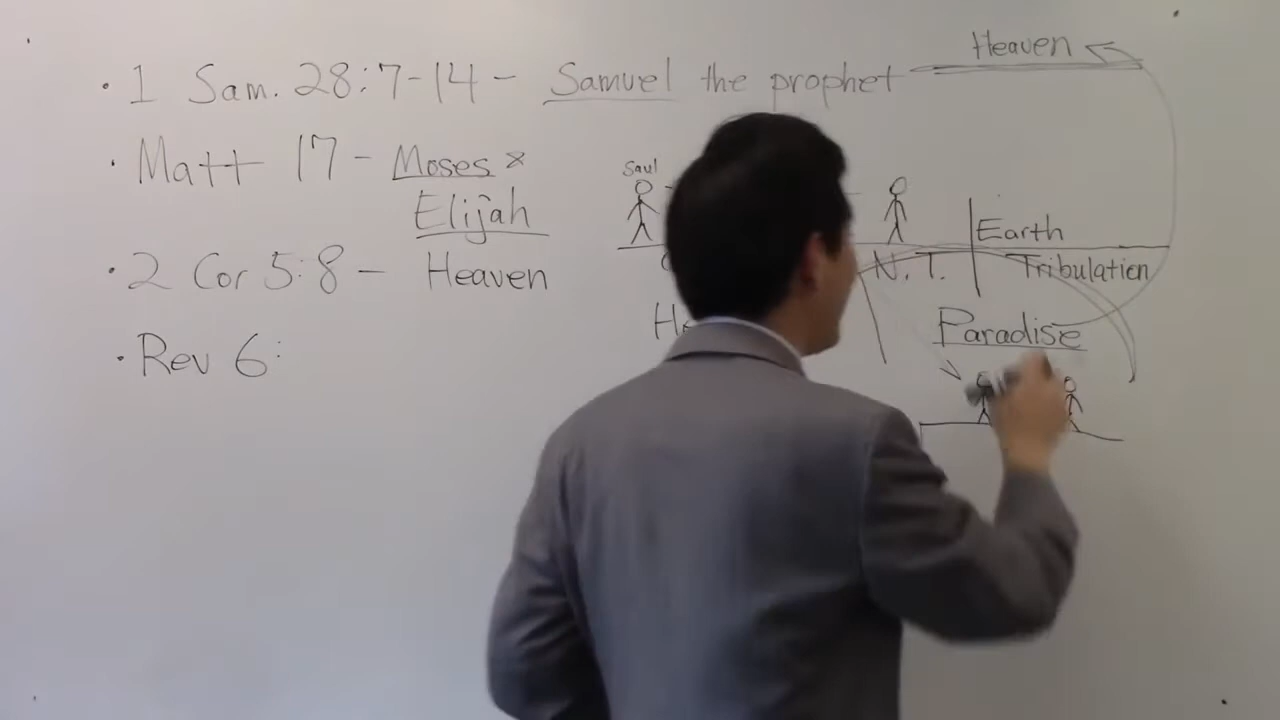 · 1 Sam. 28:7-14 - Samuel the prophet
· Matt 17 - Moses &
Elijah
· 2 Cor 5:8 - Heaven
· Rev 6:
Heaven
Saul
Earth
N.T. Tribulation
Paradise